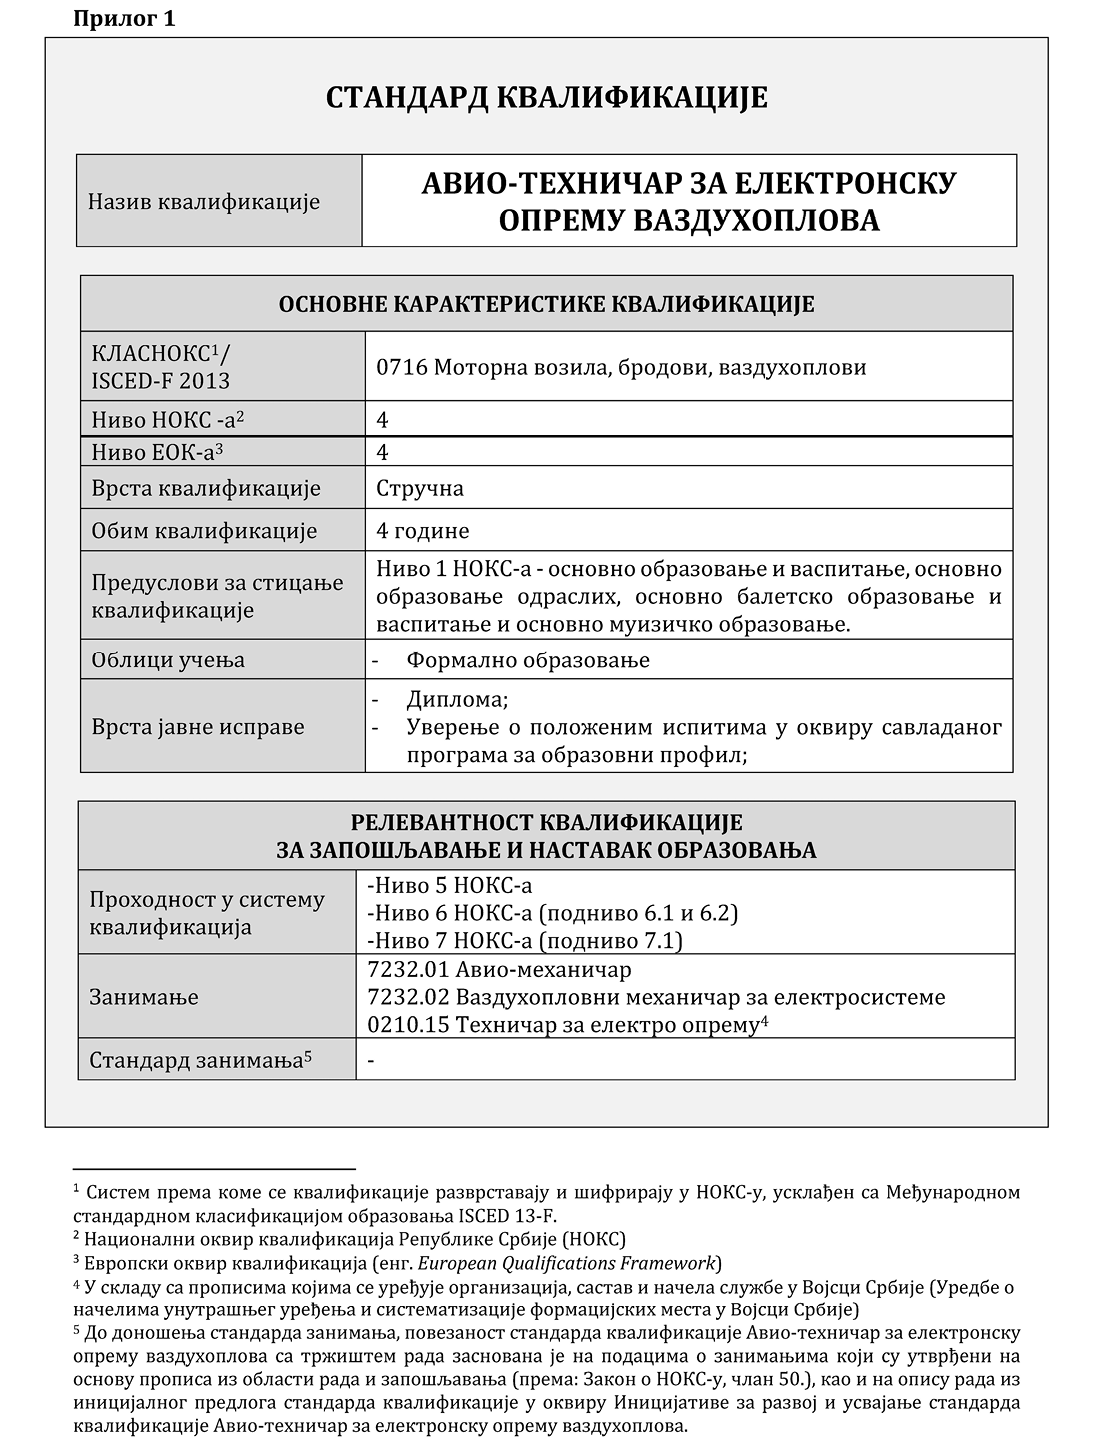 Прилог 1
СТАНДАРД КВАЛИФИКАЦИЈЕ
Назив квалификације
АВИО-ТЕХНИЧАР ЗА ЕЛЕКТРОНСКУ
ОПРЕМУ ВАЗДУХОПЛОВА
ОСНОВНЕ КАРАКТЕРИСТИКЕ КВАЛИФИКАЦИЈЕ
КЛАСНОКС¹/
ISCED-F 2013
0716 Моторна возила, бродови, ваздухоплови
Ниво НОКС -а²
4
Ниво ЕОК-а³
4
Врста квалификације
Стручна
Обим квалификације
4 године
Предуслови за стицање
квалификације
Ниво 1 НОКС-а - основно образовање и васпитање, основно
образовање одраслих, основно балетско образовање и
васпитање и основно муизичко образовање.
Облици учења
- Формално образовање
Врста јавне исправе
- Диплома;
- Уверење о положеним испитима у оквиру савладаног
програма за образовни профил;
РЕЛЕВАНТНОСТ КВАЛИФИКАЦИЈЕ
ЗА ЗАПОШЉАВАЊЕ И НАСТАВАК ОБРАЗОВАЊА
Проходност у систему
квалификација
-Ниво 5 НОКС-а
-Ниво 6 НОКС-а (подниво 6.1 и 6.2)
-Ниво 7 НОКС-а (подниво 7.1)
Занимање
7232.01 Авио-механичар
7232.02 Ваздухопловни механичар за електросистеме
0210.15 Техничар за електро опрему⁴
Стандард занимања⁵
-
¹ Систем према коме се квалификације разврставају и шифрирају у НОКС-у, усклађен са Међународном
стандардном класификацијом образовања ISCED 13-F.
² Национални оквир квалификација Републике Србије (НОКС)
³ Европски оквир квалификација (енг. European Qualifications Framework)
⁴ У складу са прописима којима се уређује организација, састав и начела службе у Војсци Србије (Уредбе о
начелима унутрашњег уређења и систематизације формацијских места у Војсци Србије)
⁵ До доношења стандарда занимања, повезаност стандарда квалификације Авио-техничар за електронску
опрему ваздухоплова са тржиштем рада заснована је на подацима о занимањима који су утврђени на
основу прописа из области рада и запошљавања (према: Закон о НОКС-у, члан 50.), као и на опису рада из
иницијалног предлога стандарда квалификације у оквиру Иницијативе за развој и усвајање стандарда
квалификације Авио-техничар за електронску опрему ваздухоплова.